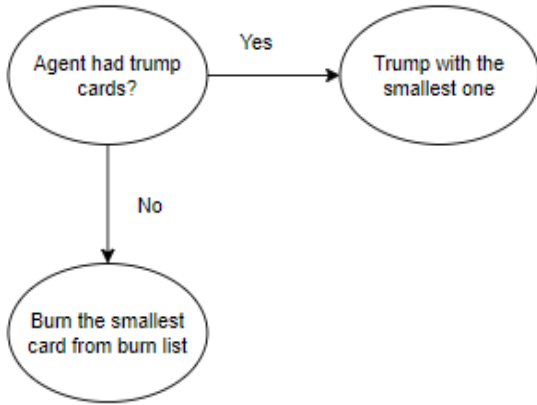 Agent had trump
cards?
Yes
Trump with the
smallest one
No
Burn the smallest
card from burn list